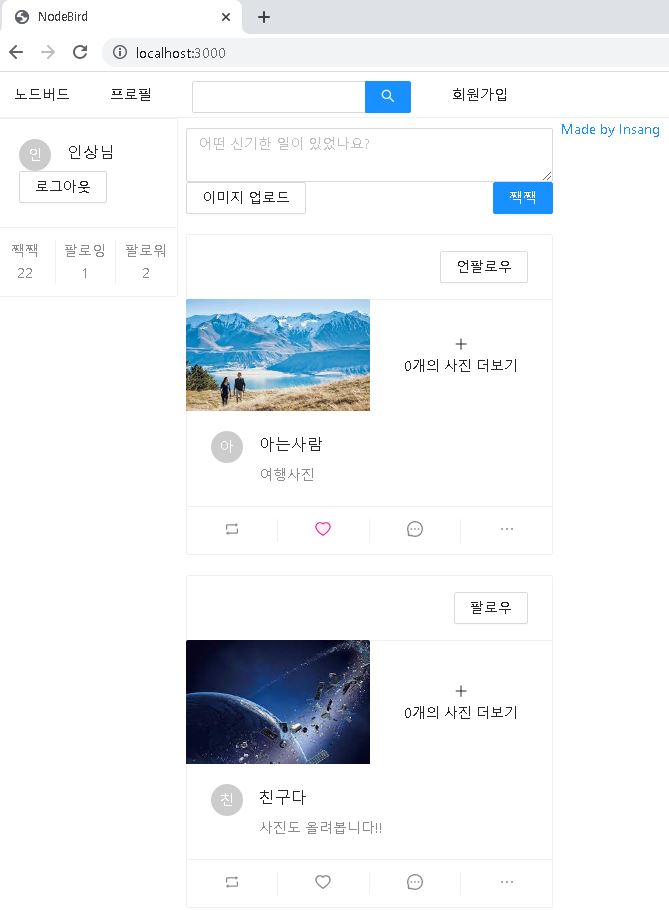 NodeBird
localhost:3000
노드버드 프로필 회원가입
인 인상님
로그아웃
짹짹 팔로잉 팔로워
22 1 2
어떤 신기한 일이 있었나요?
이미지 업로드 짹짹
Made by Insang
언팔로우
0개의 사진 더보기
아 아는사람
여행사진
팔로우
0개의 사진 더보기
친 친구다
사진도 올려봅니다!!